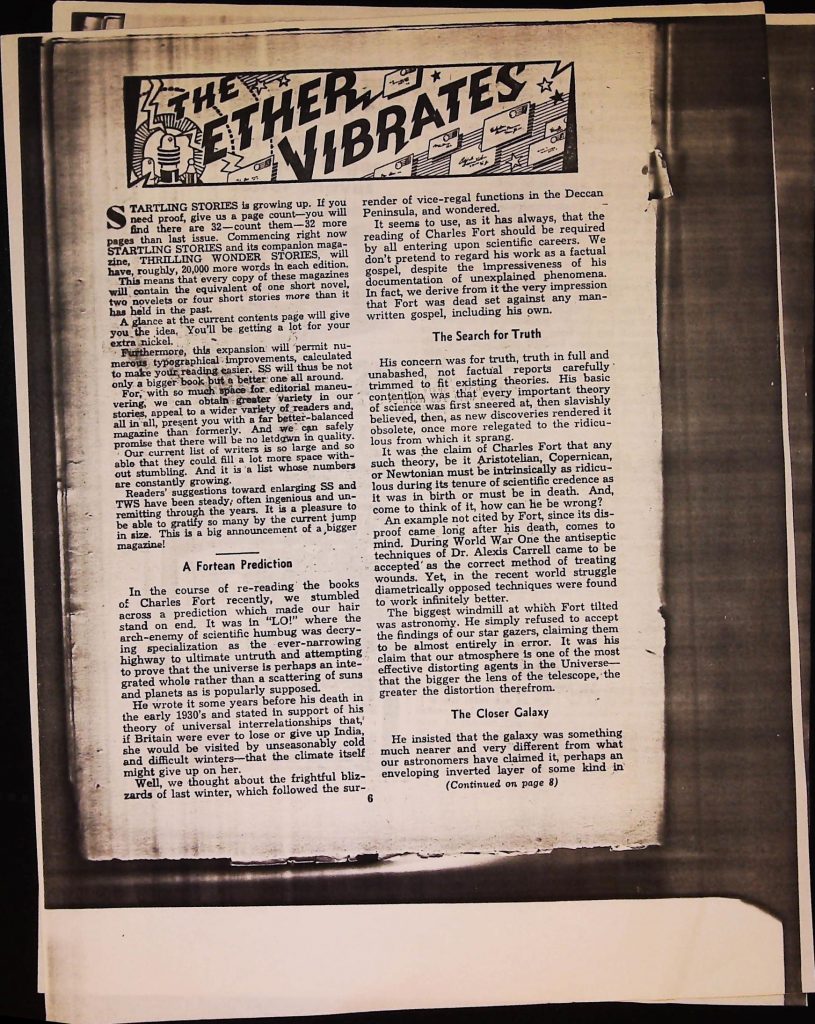 THE
ETHER
VIBRATES
STARTLING STORIES is growing up. If you
need proof, give us a page count—you will
find there are 32—count them—32 more
pages than last issue. Commencing right now
STARTLING STORIES and its companion maga-
zine, THRILLING WONDER STORIES, will
have, roughly, 20,000 more words in each edition.
This means that every copy of these magazines
will contain the equivalent of one short novel,
two novelets or four short stories more than it
has held in the past.
A glance at the current contents page will give
you the idea. You'll be getting a lot for your
extra nickel.
Furthermore, this expansion will permit nu-
merous typographical improvements, calculated
to make your reading easier. SS will thus be not
only a bigger book but a better one all around.
For, with so much space for editorial maneu-
vering, we can obtain greater variety in our
stories, appeal to a wider variety of readers and,
all in all, present you with a far better-balanced
magazine than formerly. And we can safely
promise that there will be no letdown in quality.
Our current list of writers is so large and so
able that they could fill a lot more space with-
out stumbling. And it is a list whose numbers
are constantly growing.
Readers' suggestions toward enlarging SS and
TWS have been steady, often ingenious and un-
remitting through the years. It is a pleasure to
be able to gratify so many by the current jump
in size. This is a big announcement of a bigger
magazine!
A Fortean Prediction
In the course of re-reading the books
of Charles Fort recently, we stumbled
across a prediction which made our hair
stand on end. It was in "LO!" where the
arch-enemy of scientific humbug was decry-
ing specialization as the ever-narrowing
highway to ultimate untruth and attempting
to prove that the universe is perhaps an inte-
grated whole rather than a scattering of suns
and planets as is popularly supposed.
He wrote it some years before his death in
the early 1930's and stated in support of his
theory of universal interrelationships that,
if Britain were ever to lose or give up India,
she would be visited by unseasonably cold
and difficult winters—that the climate itself
might give up on her.
Well, we thought about the frightful bliz-
zards of last winter, which followed the sur-
render of vice-regal functions in the Deccan
Peninsula, and wondered.
It seems to use, as it has always, that the
reading of Charles Fort should be required
by all entering upon scientific careers. We
don't pretend to regard his work as a factual
gospel, despite the impressiveness of his
documentation of unexplained phenomena.
In fact, we derive from it the very impression
that Fort was dead set against any man-
written gospel, including his own.
The Search for Truth
His concern was for truth, truth in full and
unabashed, not factual reports carefully
trimmed to fit existing theories. His basic
contention was that every important theory
of science was first sneered at, then slavishly
believed, then, as new discoveries rendered it
obsolete, once more relegated to the ridicu-
lous from which it sprang.
It was the claim of Charles Fort that any
such theory, be it Aristotelian, Copernican,
or Newtonian must be intrinsically as ridicu-
lous during its tenure of scientific credence as
it was in birth or must be in death. And,
come to think of it, how can he be wrong?
An example not cited by Fort, since its dis-
proof came long after his death, comes to
mind. During World War One the antiseptic
techniques of Dr. Alexis Carrell came to be
accepted as the correct method of treating
wounds. Yet, in the recent world struggle
diametrically opposed techniques were found
to work infinitely better.
The biggest windmill at which Fort tilted
was astronomy. He simply refused to accept
the findings of our star gazers, claiming them
to be almost entirely in error. It was his
claim that our atmosphere is one of the most
effective distorting agents in the Universe—
that the bigger the lens of the telescope, the
greater the distortion therefrom.
The Closer Galaxy
He insisted that the galaxy was something
much nearer and very different from what
our astronomers have claimed it, perhaps an
enveloping inverted layer of some kind in
(Continued on page 8)
6